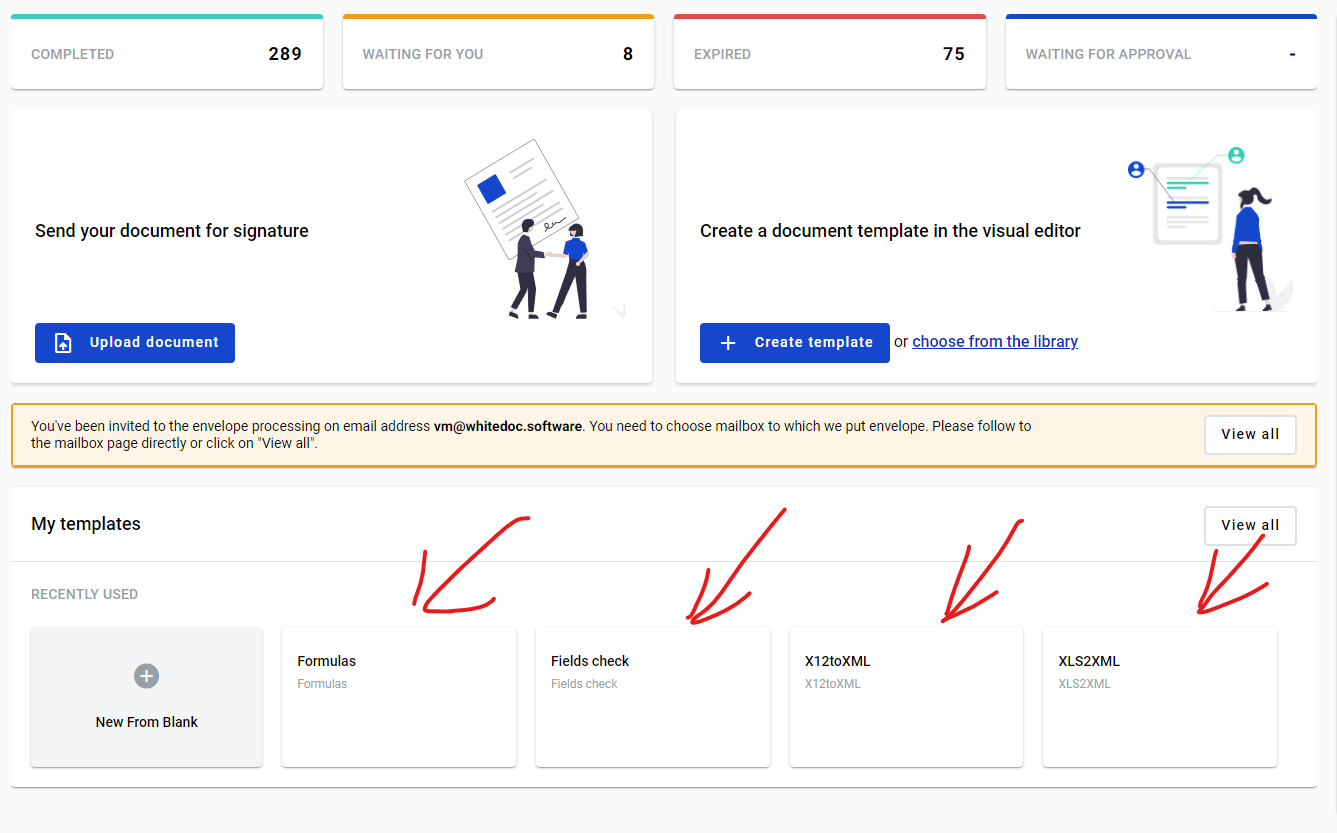 COMPLETED 289
WAITING FOR YOU 8
EXPIRED 75
WAITING FOR APPROVAL -
Send your document for signature
Upload document
Create a document template in the visual editor
Create template or choose from the library
You've been invited to the envelope processing on email address vm@whitedoc.software. You need to choose mailbox to which we put envelope. Please follow to
the mailbox page directly or click on "View all".
View all
My templates
View all
RECENTLY USED
New From Blank
Formulas
Formulas
Fields check
Fields check
X12toXML
X12toXML
XLS2XML
XLS2XML